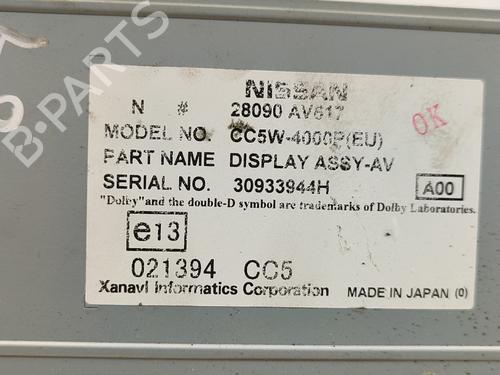 NISSAN
N # 28090 AV617
MODEL NO. CC5W-4000P(EU)
OK
PART NAME DISPLAY ASSY-AV
SERIAL NO. 30933944H A00
"Dolby"and the double-D symbol are trademarks of Dolby Laboratories.
e13
021394 CC5
Xanavi Informatics Corporation MADE IN JAPAN (0)